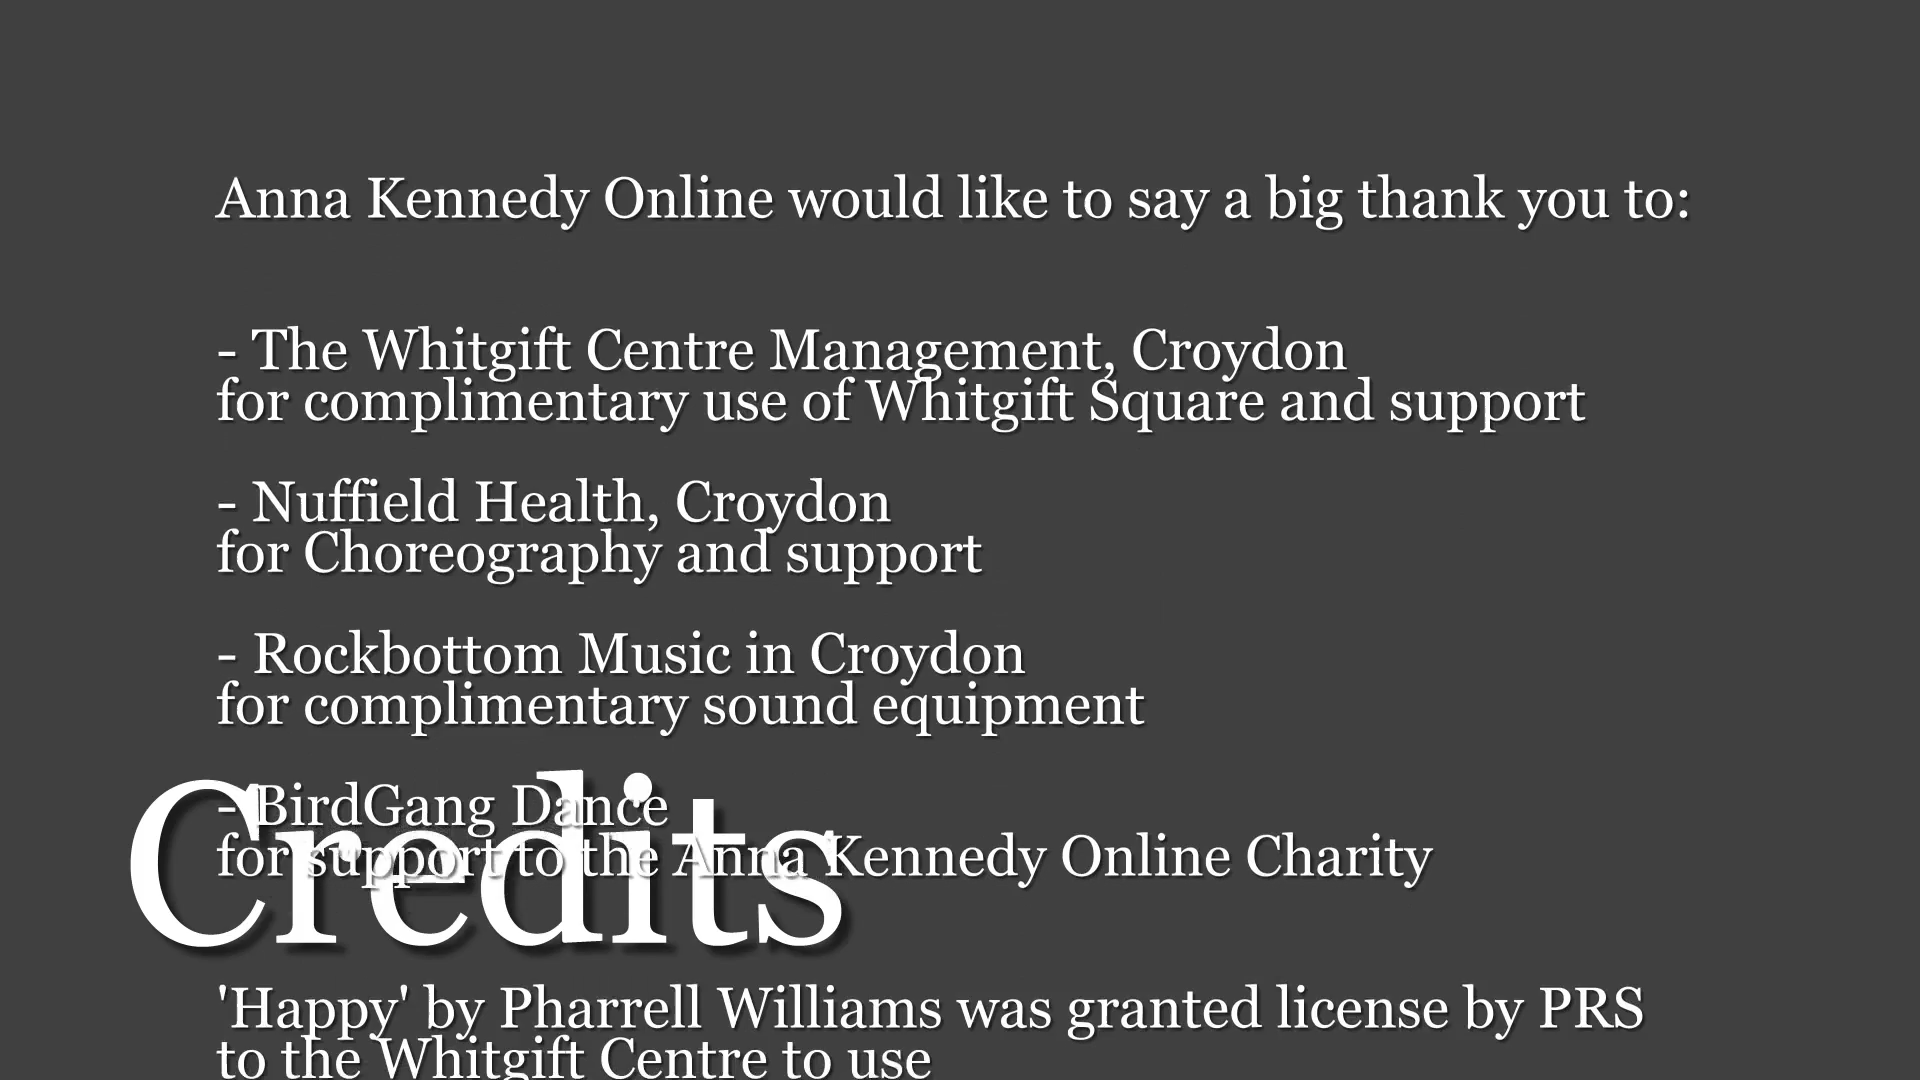 Anna Kennedy Online would like to say a big thank you to:
- The Whitgift Centre Management, Croydon
for complimentary use of Whitgift Square and support
- Nuffield Health, Croydon
for Choreography and support
- Rockbottom Music in Croydon
for complimentary sound equipment
- BirdGang Dance
for support to the Anna Kennedy Online Charity
Credits
'Happy' by Pharrell Williams was granted license by PRS
to the Whitgift Centre to use